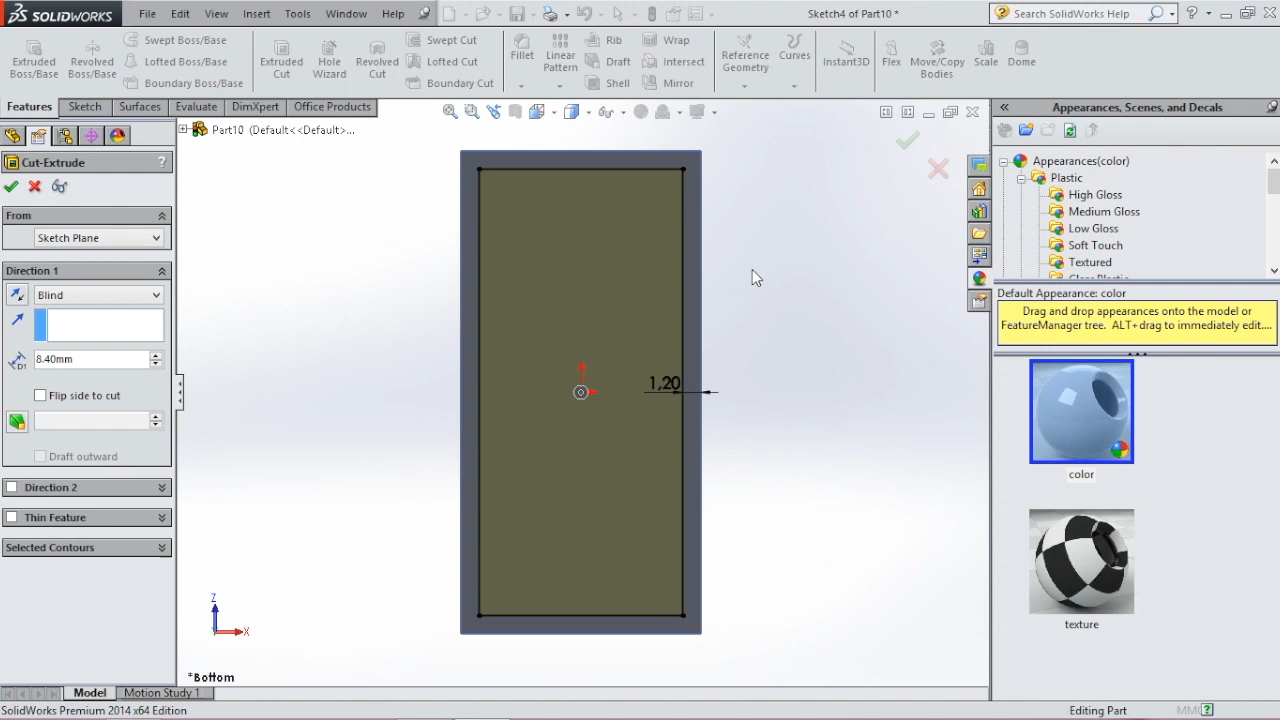 SOLIDWORKS File Edit View Insert Tools Window Help Sketch4 of Part10 * Search SolidWorks Help
Extruded Boss/Base
Revolved Boss/Base
Swept Boss/Base
Lofted Boss/Base
Boundary Boss/Base
Extruded Cut
Hole Wizard
Revolved Cut
Swept Cut
Lofted Cut
Boundary Cut
Fillet
Linear Pattern
Rib
Draft
Shell
Wrap
Intersect
Mirror
Reference Geometry
Curves
Instant3D
Flex
Move/Copy Bodies
Scale
Dome
Features Sketch Surfaces Evaluate DimXpert Office Products
Cut-Extrude ?
From
Sketch Plane
Direction 1
Blind
D1
8.40mm
Flip side to cut
Draft outward
Direction 2
Thin Feature
Selected Contours
Part10 (Default<<Default>...
1,20
Z
X
*Bottom
Appearances, Scenes, and Decals
Appearances(color)
Plastic
High Gloss
Medium Gloss
Low Gloss
Soft Touch
Textured
Default Appearance: color
Drag and drop appearances onto the model or
FeatureManager tree. ALT+drag to immediately edit....
color
texture
Model Motion Study 1
SolidWorks Premium 2014 x64 Edition Editing Part